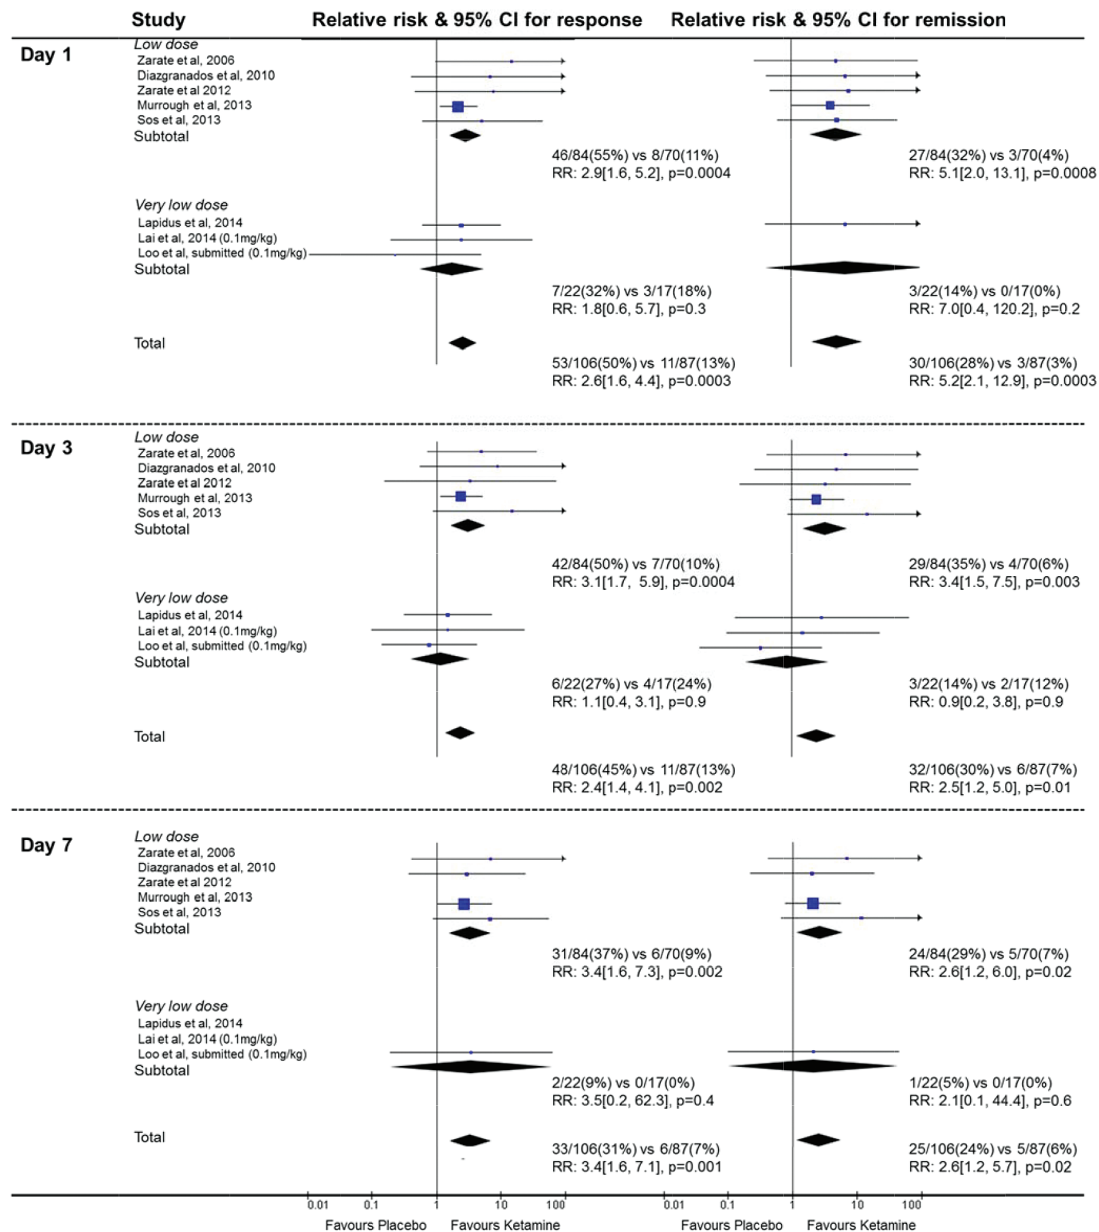 Study Relative risk & 95% CI for response Relative risk & 95% CI for remission
Day 1
Low dose
Zarate et al, 2006
Diazgranados et al, 2010
Zarate et al 2012
Murrough et al, 2013
Sos et al, 2013
Subtotal
46/84(55%) vs 8/70(11%) 27/84(32%) vs 3/70(4%)
RR: 2.9[1.6, 5.2], p=0.0004 RR: 5.1[2.0, 13.1], p=0.0008
Very low dose
Lapidus et al, 2014
Lai et al, 2014 (0.1mg/kg)
Loo et al, submitted (0.1mg/kg)
Subtotal
7/22(32%) vs 3/17(18%) 3/22(14%) vs 0/17(0%)
RR: 1.8[0.6, 5.7], p=0.3 RR: 7.0[0.4, 120.2], p=0.2
Total
53/106(50%) vs 11/87(13%) 30/106(28%) vs 3/87(3%)
RR: 2.6[1.6, 4.4], p=0.0003 RR: 5.2[2.1, 12.9], p=0.0003
Day 3
Low dose
Zarate et al, 2006
Diazgranados et al, 2010
Zarate et al 2012
Murrough et al, 2013
Sos et al, 2013
Subtotal
42/84(50%) vs 7/70(10%) 29/84(35%) vs 4/70(6%)
RR: 3.1[1.7, 5.9], p=0.0004 RR: 3.4[1.5, 7.5], p=0.003
Very low dose
Lapidus et al, 2014
Lai et al, 2014 (0.1mg/kg)
Loo et al, submitted (0.1mg/kg)
Subtotal
6/22(27%) vs 4/17(24%) 3/22(14%) vs 2/17(12%)
RR: 1.1[0.4, 3.1], p=0.9 RR: 0.9[0.2, 3.8], p=0.9
Total
48/106(45%) vs 11/87(13%) 32/106(30%) vs 6/87(7%)
RR: 2.4[1.4, 4.1], p=0.002 RR: 2.5[1.2, 5.0], p=0.01
Day 7
Low dose
Zarate et al, 2006
Diazgranados et al, 2010
Zarate et al 2012
Murrough et al, 2013
Sos et al, 2013
Subtotal
31/84(37%) vs 6/70(9%) 24/84(29%) vs 5/70(7%)
RR: 3.4[1.6, 7.3], p=0.002 RR: 2.6[1.2, 6.0], p=0.02
Very low dose
Lapidus et al, 2014
Lai et al, 2014 (0.1mg/kg)
Loo et al, submitted (0.1mg/kg)
Subtotal
2/22(9%) vs 0/17(0%) 1/22(5%) vs 0/17(0%)
RR: 3.5[0.2, 62.3], p=0.4 RR: 2.1[0.1, 44.4], p=0.6
Total
33/106(31%) vs 6/87(7%) 25/106(24%) vs 5/87(6%)
RR: 3.4[1.6, 7.1], p=0.001 RR: 2.6[1.2, 5.7], p=0.02
0.01 0.1 1 10 100 0.01 0.1 1 10 100
Favours Placebo Favours Ketamine Favours Placebo Favours Ketamine